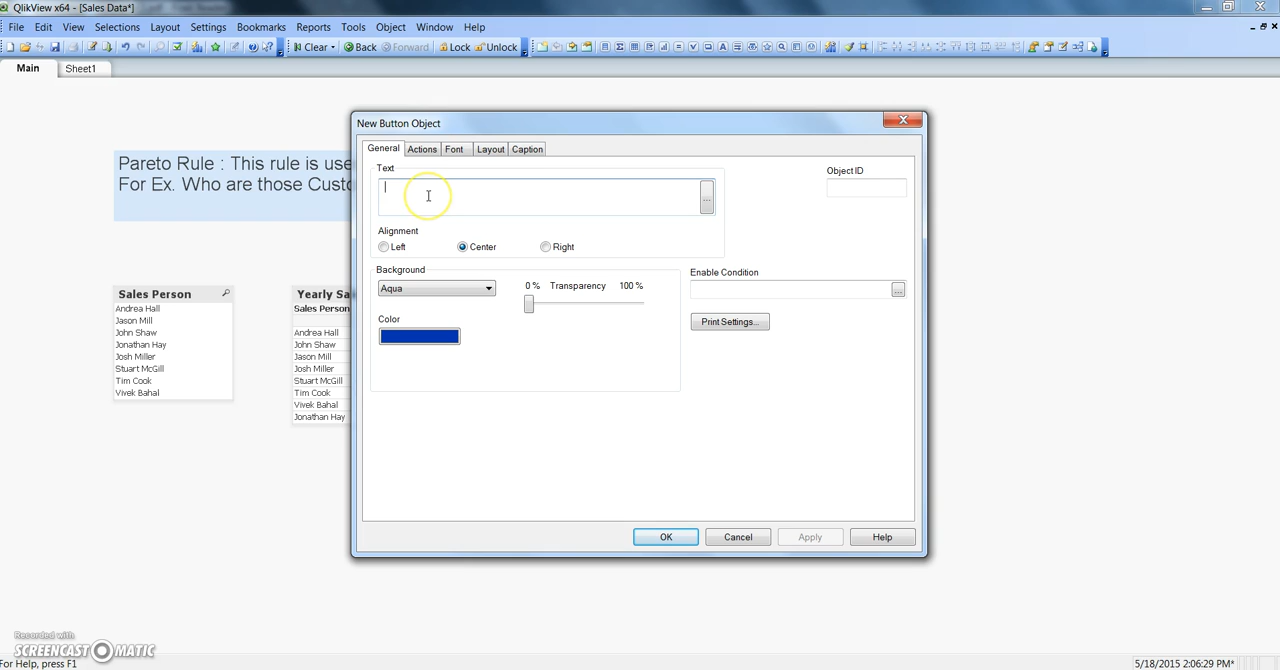 QlikView x64 - [Sales Data*]
File Edit View Selections Layout Settings Bookmarks Reports Tools Object Window Help
Clear Back Forward Lock Unlock
Main Sheet1
New Button Object
General Actions Font Layout Caption
Text
Object ID
...
Alignment
Left Center Right
Background
Aqua
0 % Transparency 100 %
Enable Condition
...
Color
Print Settings...
OK Cancel Apply Help
Pareto Rule : This rule is use
For Ex. Who are those Custo
Sales Person
Andrea Hall
Jason Mill
John Shaw
Jonathan Hay
Josh Miller
Stuart McGill
Tim Cook
Vivek Bahal
Yearly Sa
Sales Person
Andrea Hall
John Shaw
Jason Mill
Josh Miller
Stuart McGill
Tim Cook
Vivek Bahal
Jonathan Hay
Recorded with
SCREENCAST MATIC
For Help, press F1
5/18/2015 2:06:29 PM*